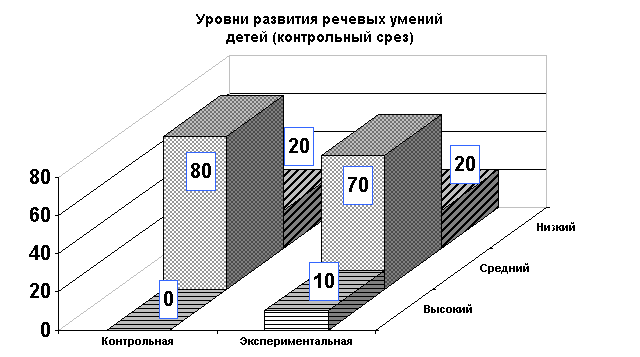 Уровни развития речевых умений
детей (контрольный срез)
80
60
40
20
0
80
20
70
20
0
10
Низкий
Средний
Высокий
Контрольная
Экспериментальная